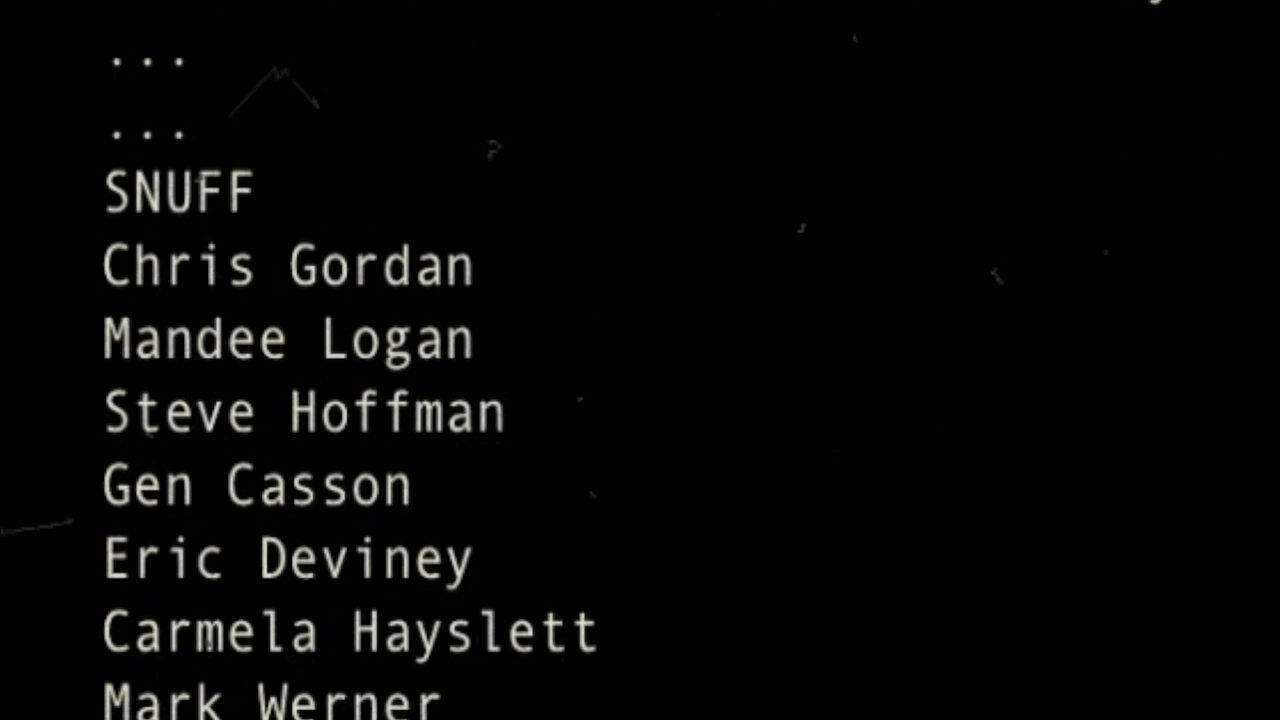 ...
...
SNUFF
Chris Gordan
Mandee Logan
Steve Hoffman
Gen Casson
Eric Deviney
Carmela Hayslett
Mark Werner